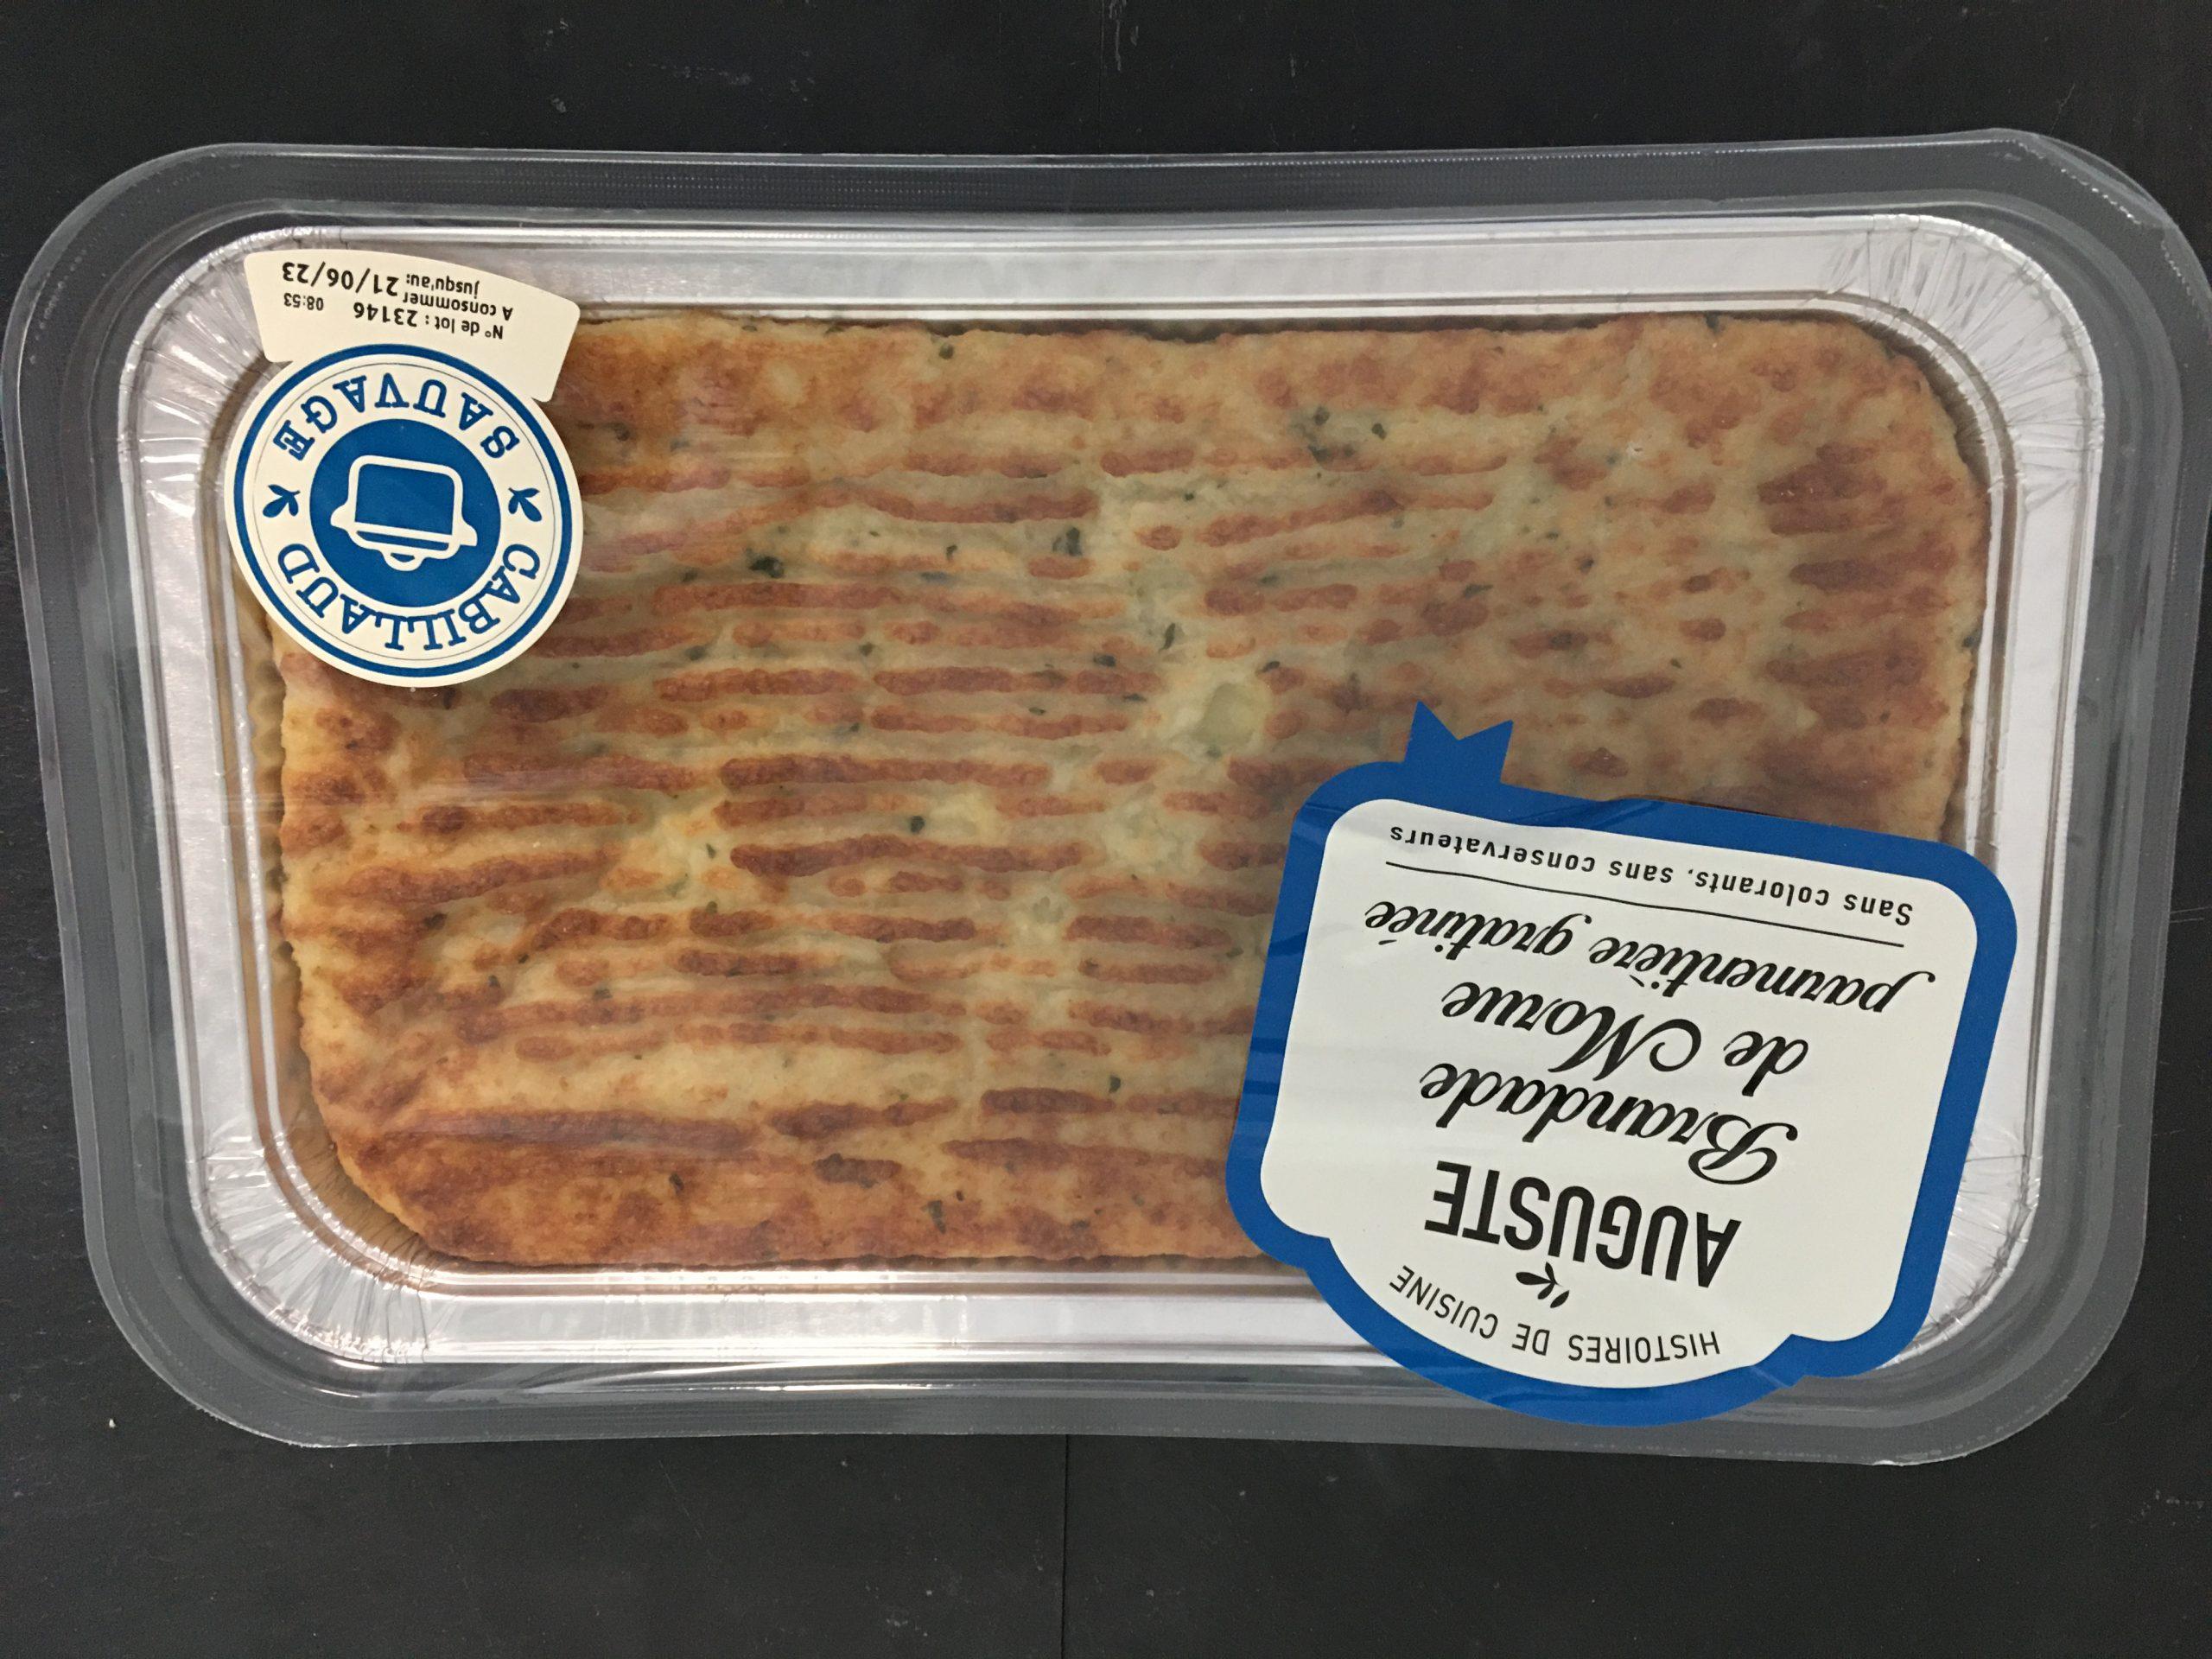 HISTOIRES DE CUISINE
AUGUSTE
Brandade
de Morue
parmentière gratinée
Sans colorants, sans conservateurs
CABILLAUD
SAUVAGE
N° de lot : 23146 08:53
A consommer
jusqu'au: 21/06/23